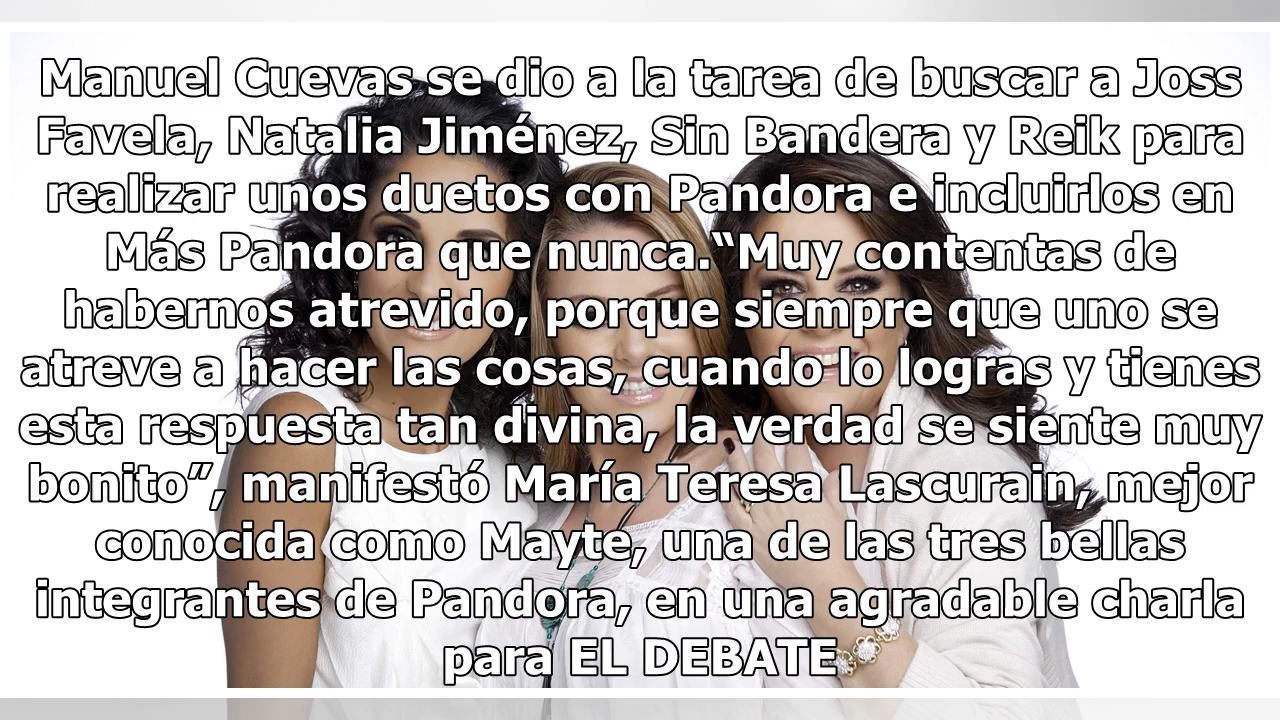 Manuel Cuevas se dio a la tarea de buscar a Joss
Favela, Natalia Jiménez, Sin Bandera y Reik para
realizar unos duetos con Pandora e incluirlos en
Más Pandora que nunca.“Muy contentas de
habernos atrevido, porque siempre que uno se
atreve a hacer las cosas, cuando lo logras y tienes
esta respuesta tan divina, la verdad se siente muy
bonito”, manifestó María Teresa Lascurain, mejor
conocida como Mayte, una de las tres bellas
integrantes de Pandora, en una agradable charla
para EL DEBATE